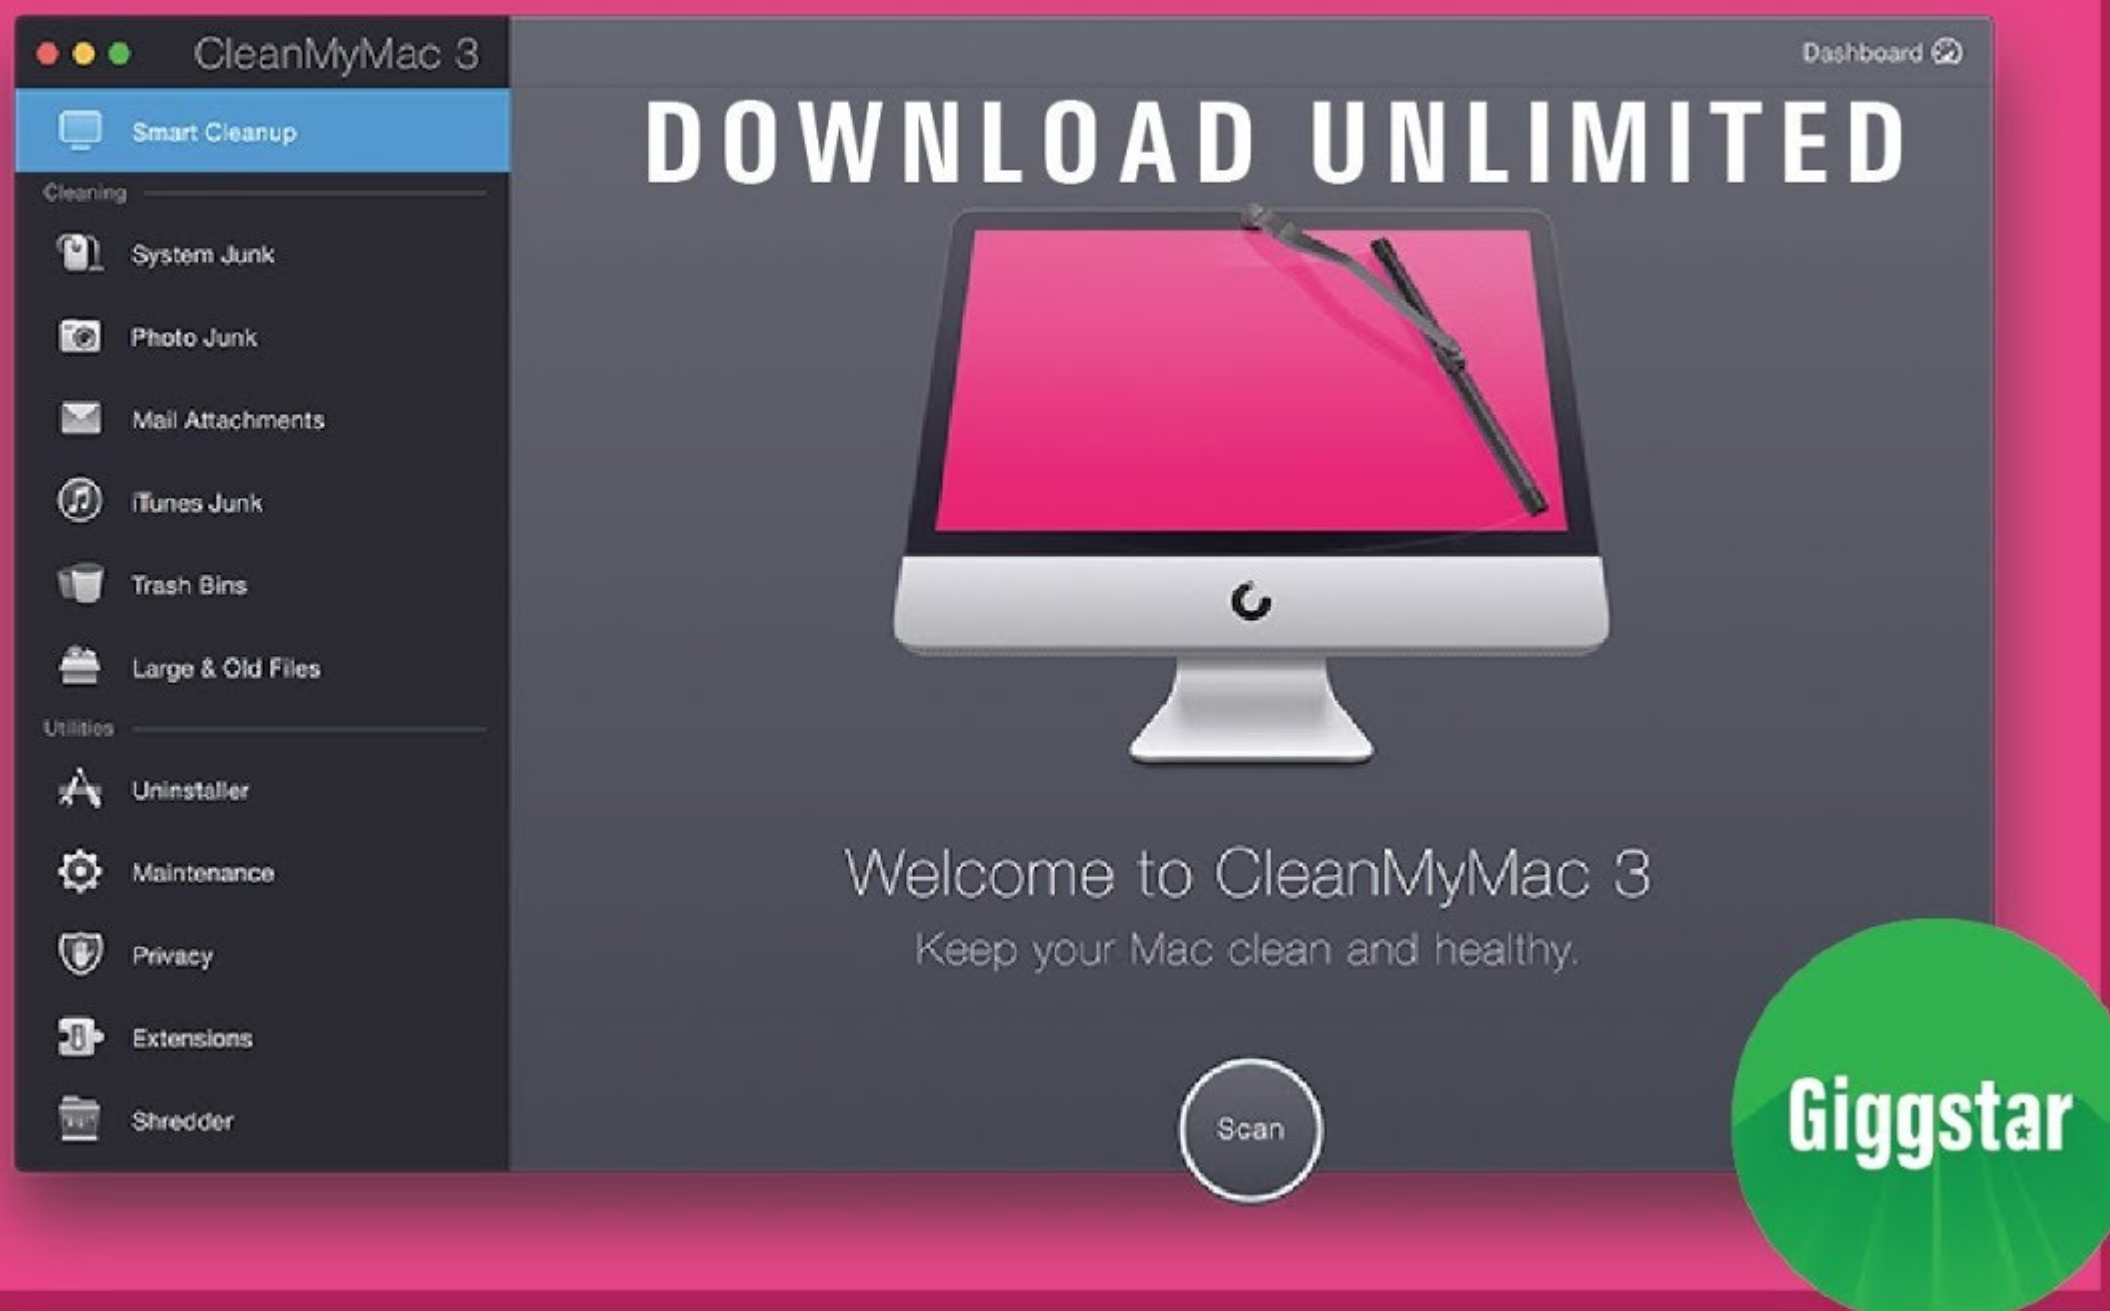 CleanMyMac 3
Dashboard
Smart Cleanup
DOWNLOAD UNLIMITED
Cleaning
System Junk
Photo Junk
Mail Attachments
iTunes Junk
Trash Bins
Large & Old Files
Utilities
Uninstaller
Maintenance
Privacy
Extensions
Shredder
Welcome to CleanMyMac 3
Keep your Mac clean and healthy.
Scan
Giggstar